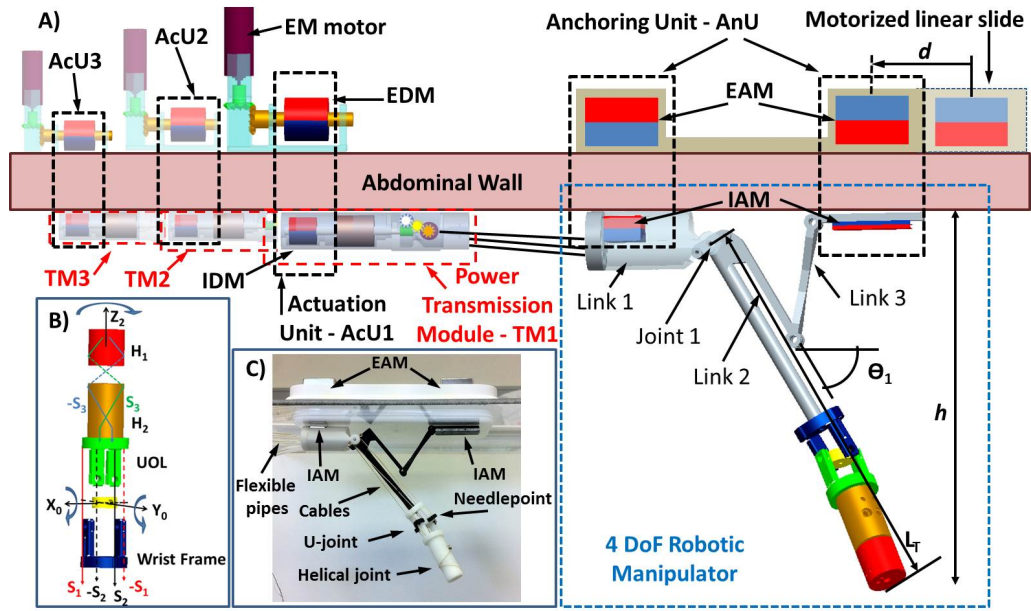 A)
EM motor
AcU2
AcU3
EDM
Anchoring Unit - AnU
Motorized linear slide
d
EAM
Abdominal Wall
IAM
TM3
TM2
IDM
Power
Transmission
Module - TM1
Actuation
Unit - AcU1
Link 1
Joint 1
Link 2
Link 3
ϴ1
h
LT
4 DoF Robotic
Manipulator
B)
Z2
H1
-S3
S3
H2
UOL
X0
Y0
Wrist Frame
S1
-S2
S2
-S1
C)
EAM
IAM
IAM
Flexible
pipes
Cables
Needlepoint
U-joint
Helical joint